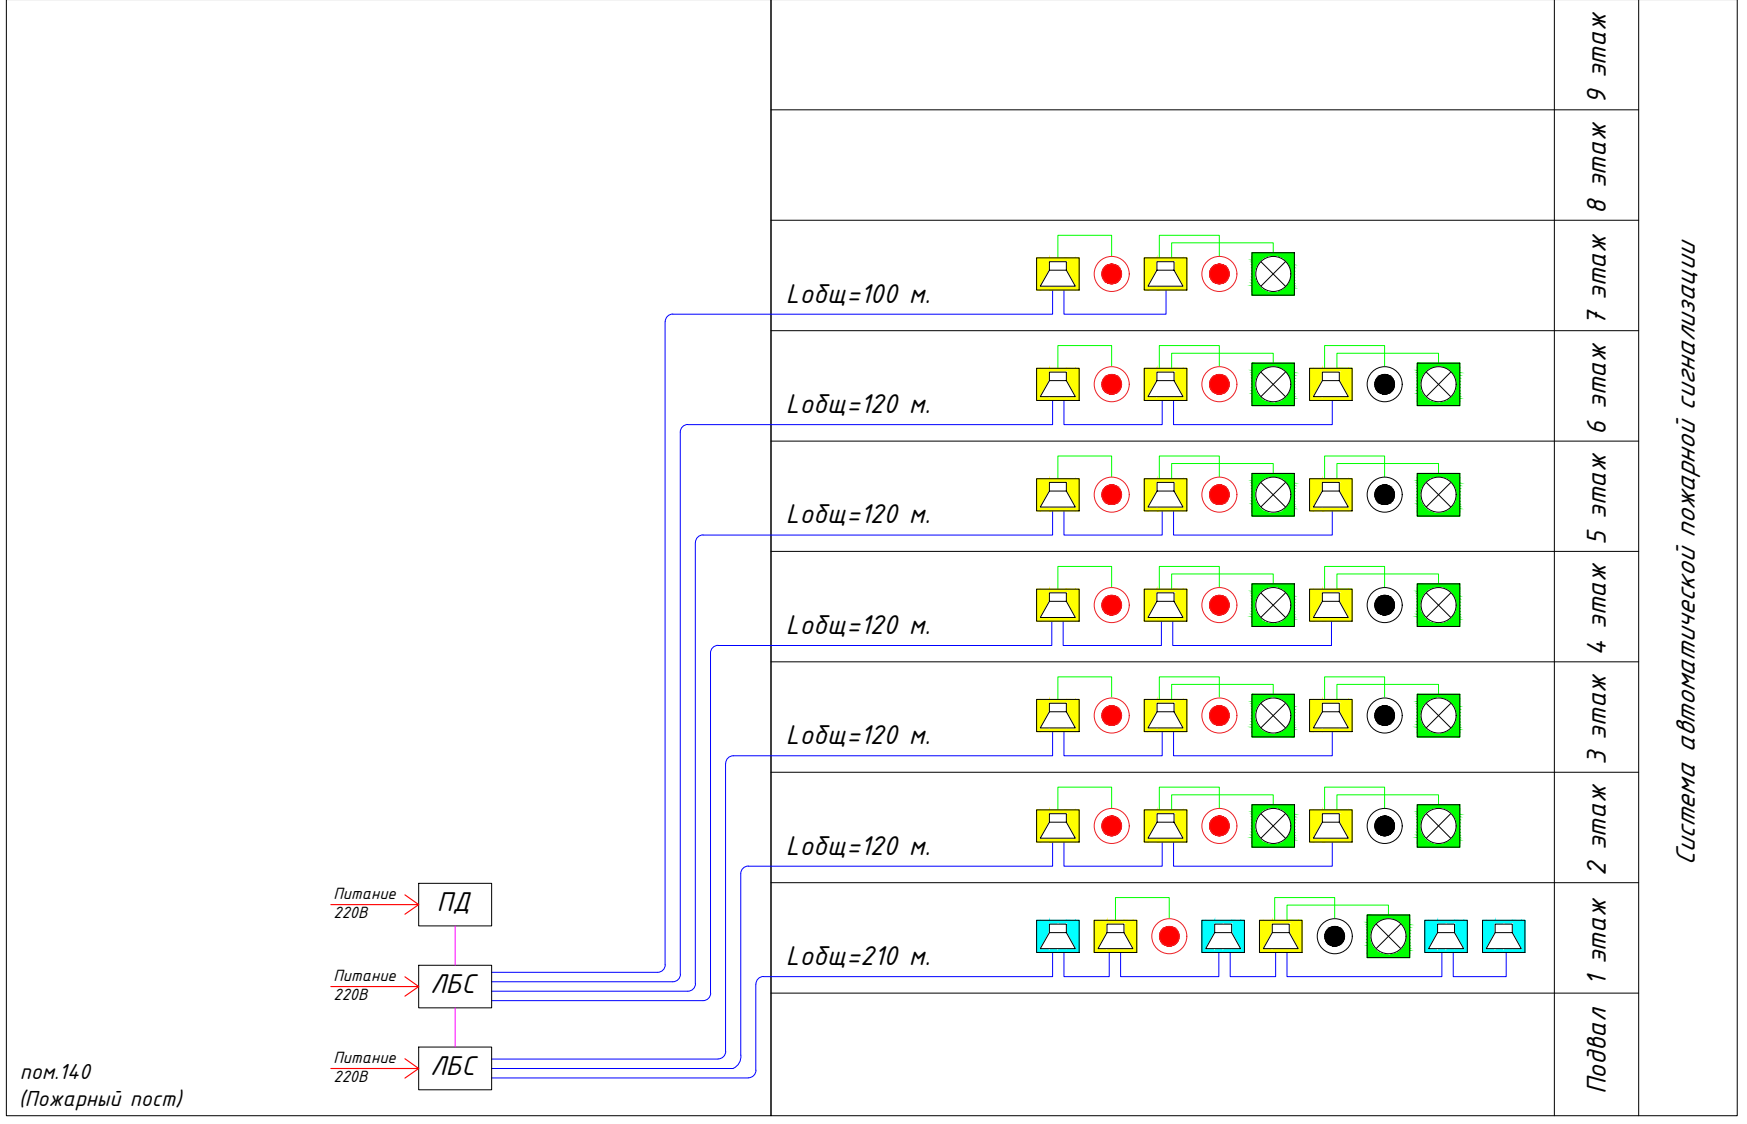 9 этаж
8 этаж
7 этаж
Lобщ=100 м.
6 этаж
Lобщ=120 м.
5 этаж
Lобщ=120 м.
4 этаж
Lобщ=120 м.
3 этаж
Lобщ=120 м.
2 этаж
Lобщ=120 м.
1 этаж
Lобщ=210 м.
Подвал
Система автоматической пожарной сигнализации
Питание
220В
ПД
Питание
220В
ЛБС
Питание
220В
ЛБС
пом.140
(Пожарный пост)